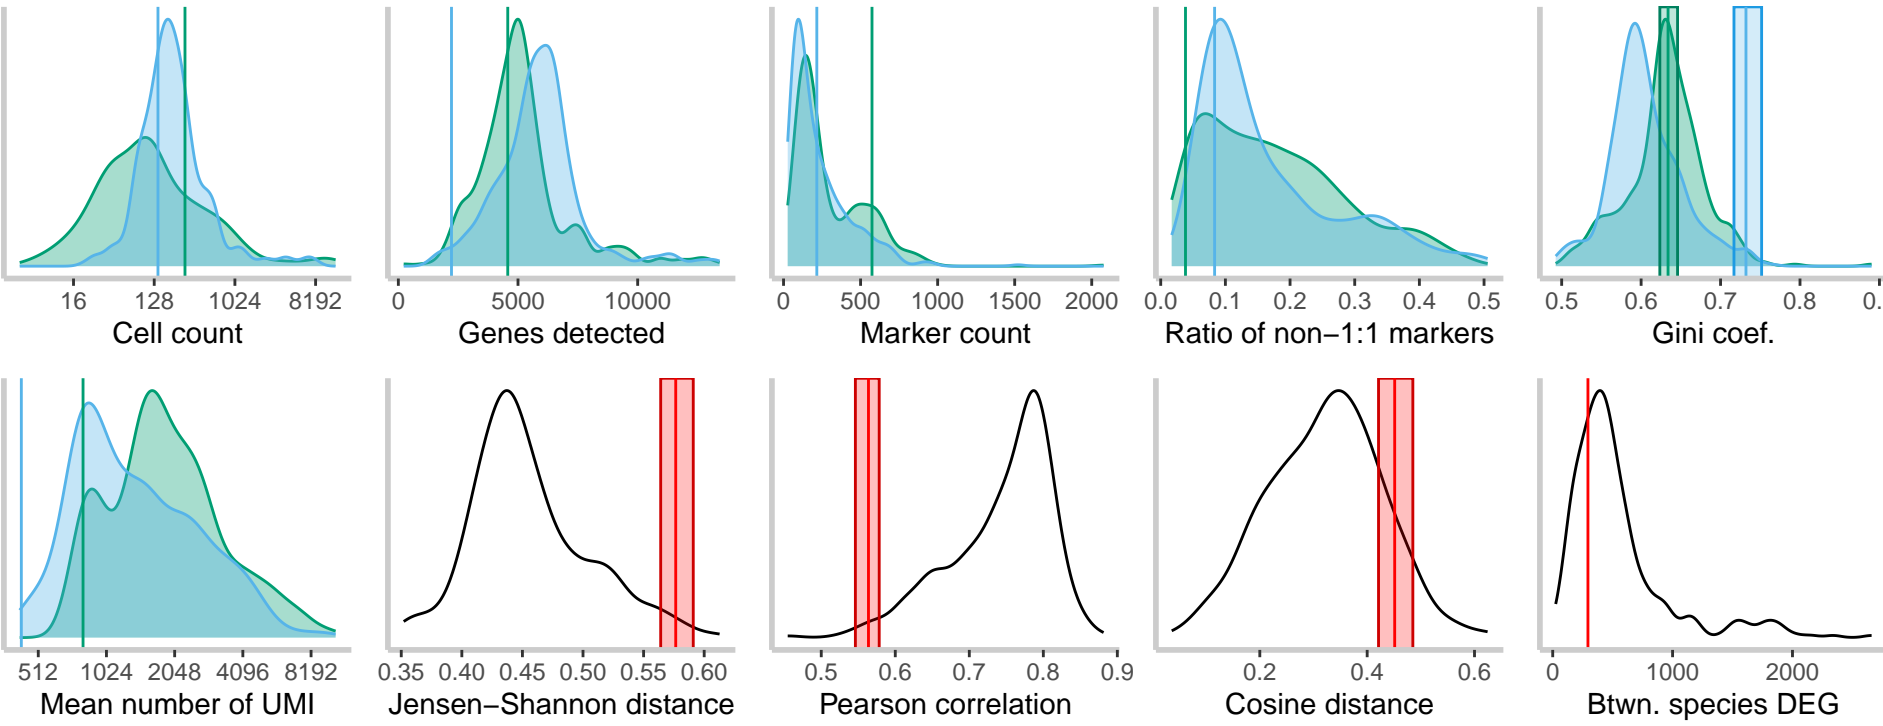 16 128 1024 8192
Cell count
0 5000 10000
Genes detected
0 500 1000 1500 2000
Marker count
0.0 0.1 0.2 0.3 0.4 0.5
Ratio of non−1:1 markers
0.5 0.6 0.7 0.8 0.
Gini coef.
512 1024 2048 4096 8192
Mean number of UMI
0.35 0.40 0.45 0.50 0.55 0.60
Jensen−Shannon distance
0.5 0.6 0.7 0.8 0.9
Pearson correlation
0.2 0.4 0.6
Cosine distance
0 1000 2000
Btwn. species DEG